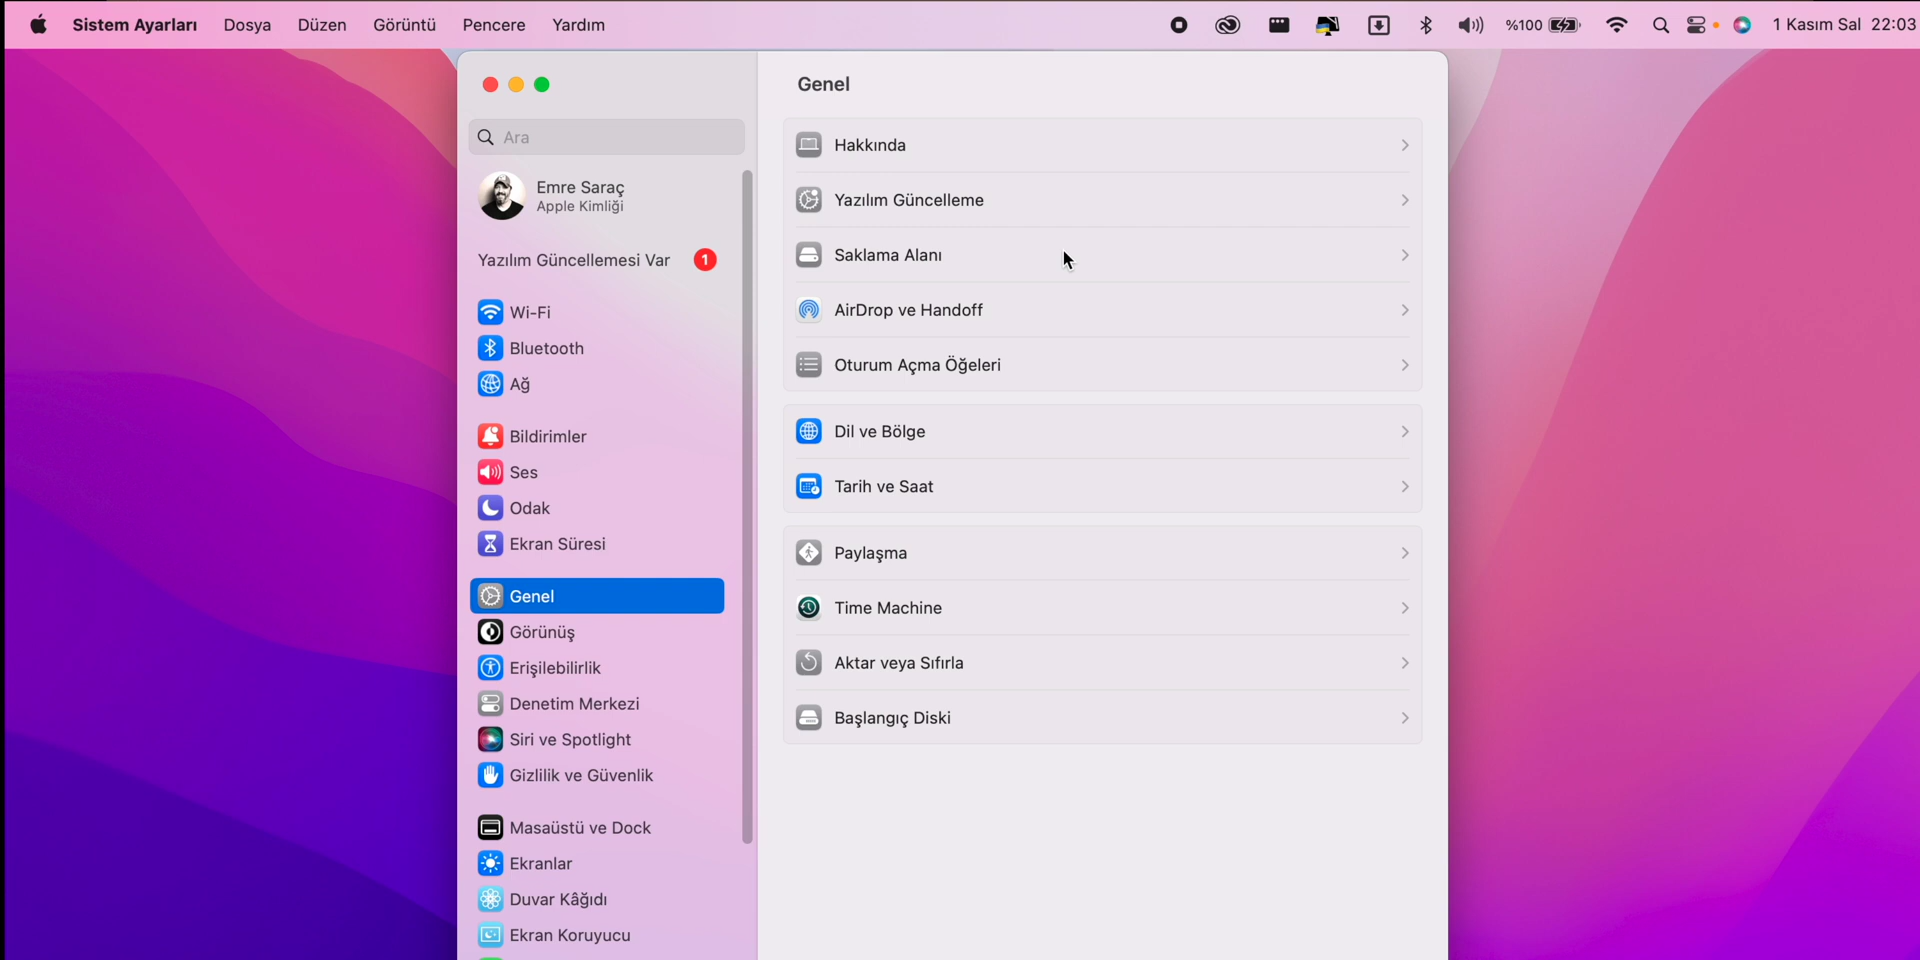 Sistem Ayarları Dosya Düzen Görüntü Pencere Yardım %100 1 Kasım Sal 22:03
Ara
Emre Saraç
Apple Kimliği
Yazılım Güncellemesi Var 1
Wi-Fi
Bluetooth
Ağ
Bildirimler
Ses
Odak
Ekran Süresi
Genel
Görünüş
Erişilebilirlik
Denetim Merkezi
Siri ve Spotlight
Gizlilik ve Güvenlik
Masaüstü ve Dock
Ekranlar
Duvar Kâğıdı
Ekran Koruyucu
Genel
Hakkında
Yazılım Güncelleme
Saklama Alanı
AirDrop ve Handoff
Oturum Açma Öğeleri
Dil ve Bölge
Tarih ve Saat
Paylaşma
Time Machine
Aktar veya Sıfırla
Başlangıç Diski